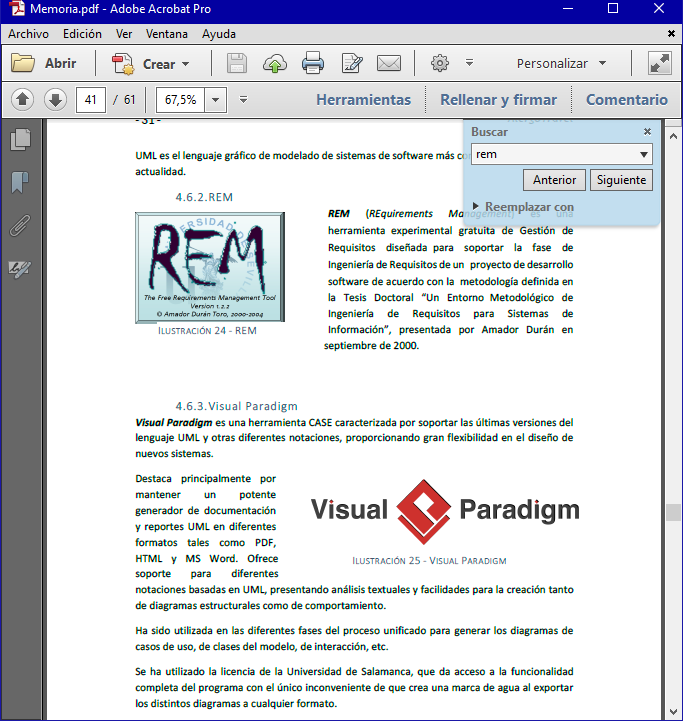 Memoria.pdf - Adobe Acrobat Pro
Archivo Edición Ver Ventana Ayuda
Abrir Crear Personalizar
41 / 61 67,5% Herramientas Rellenar y firmar Comentario
-31-
Buscar
rem
Anterior Siguiente
Reemplazar con
UML es el lenguaje gráfico de modelado de sistemas de software más
actualidad.
4.6.2.REM
REM
The Free Requirements Management Tool
Version 1.2.2
© Amador Durán Toro, 2000-2004
ILUSTRACIÓN 24 - REM
REM (REquirements Management) es una
herramienta experimental gratuita de Gestión de
Requisitos diseñada para soportar la fase de
Ingeniería de Requisitos de un proyecto de desarrollo
software de acuerdo con la metodología definida en
la Tesis Doctoral "Un Entorno Metodológico de
Ingeniería de Requisitos para Sistemas de
Información", presentada por Amador Durán en
septiembre de 2000.
4.6.3.Visual Paradigm
Visual Paradigm es una herramienta CASE caracterizada por soportar las últimas versiones del
lenguaje UML y otras diferentes notaciones, proporcionando gran flexibilidad en el diseño de
nuevos sistemas.
Destaca principalmente por
mantener un potente
generador de documentación
y reportes UML en diferentes
formatos tales como PDF,
HTML y MS Word. Ofrece
soporte para diferentes
Visual Paradigm
ILUSTRACIÓN 25 - VISUAL PARADIGM
notaciones basadas en UML, presentando análisis textuales y facilidades para la creación tanto
de diagramas estructurales como de comportamiento.
Ha sido utilizada en las diferentes fases del proceso unificado para generar los diagramas de
casos de uso, de clases del modelo, de interacción, etc.
Se ha utilizado la licencia de la Universidad de Salamanca, que da acceso a la funcionalidad
completa del programa con el único inconveniente de que crea una marca de agua al exportar
los distintos diagramas a cualquier formato.